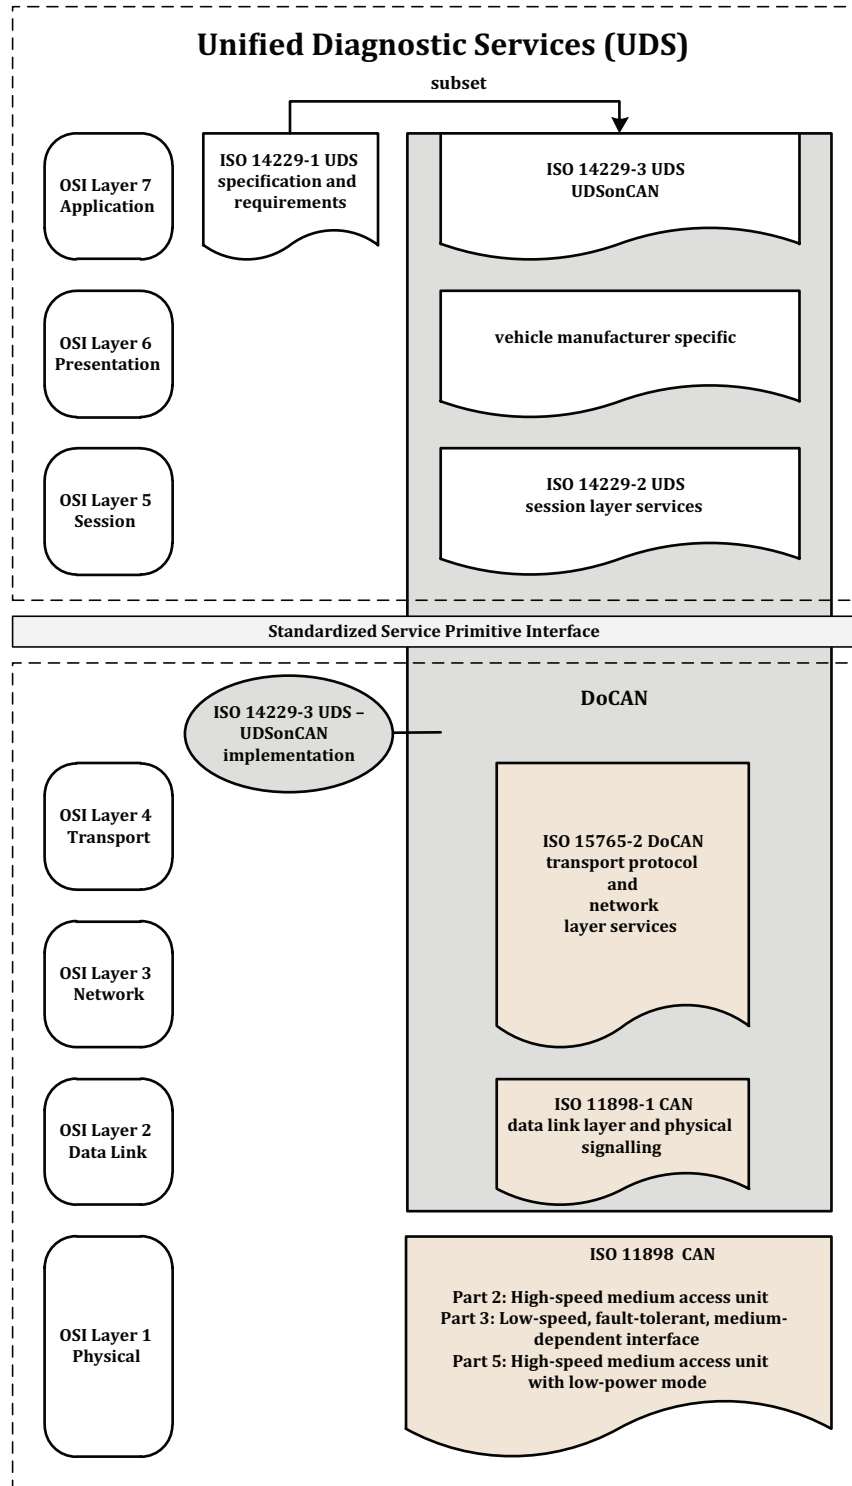 Unified Diagnostic Services (UDS)
subset
OSI Layer 7
Application
ISO 14229-1 UDS
specification and
requirements
ISO 14229-3 UDS
UDSonCAN
OSI Layer 6
Presentation
vehicle manufacturer specific
OSI Layer 5
Session
ISO 14229-2 UDS
session layer services
Standardized Service Primitive Interface
DoCAN
ISO 14229-3 UDS –
UDSonCAN
implementation
OSI Layer 4
Transport
ISO 15765-2 DoCAN
transport protocol
and
network
layer services
OSI Layer 3
Network
OSI Layer 2
Data Link
ISO 11898-1 CAN
data link layer and physical
signalling
OSI Layer 1
Physical
ISO 11898 CAN
Part 2: High-speed medium access unit
Part 3: Low-speed, fault-tolerant, medium-
dependent interface
Part 5: High-speed medium access unit
with low-power mode